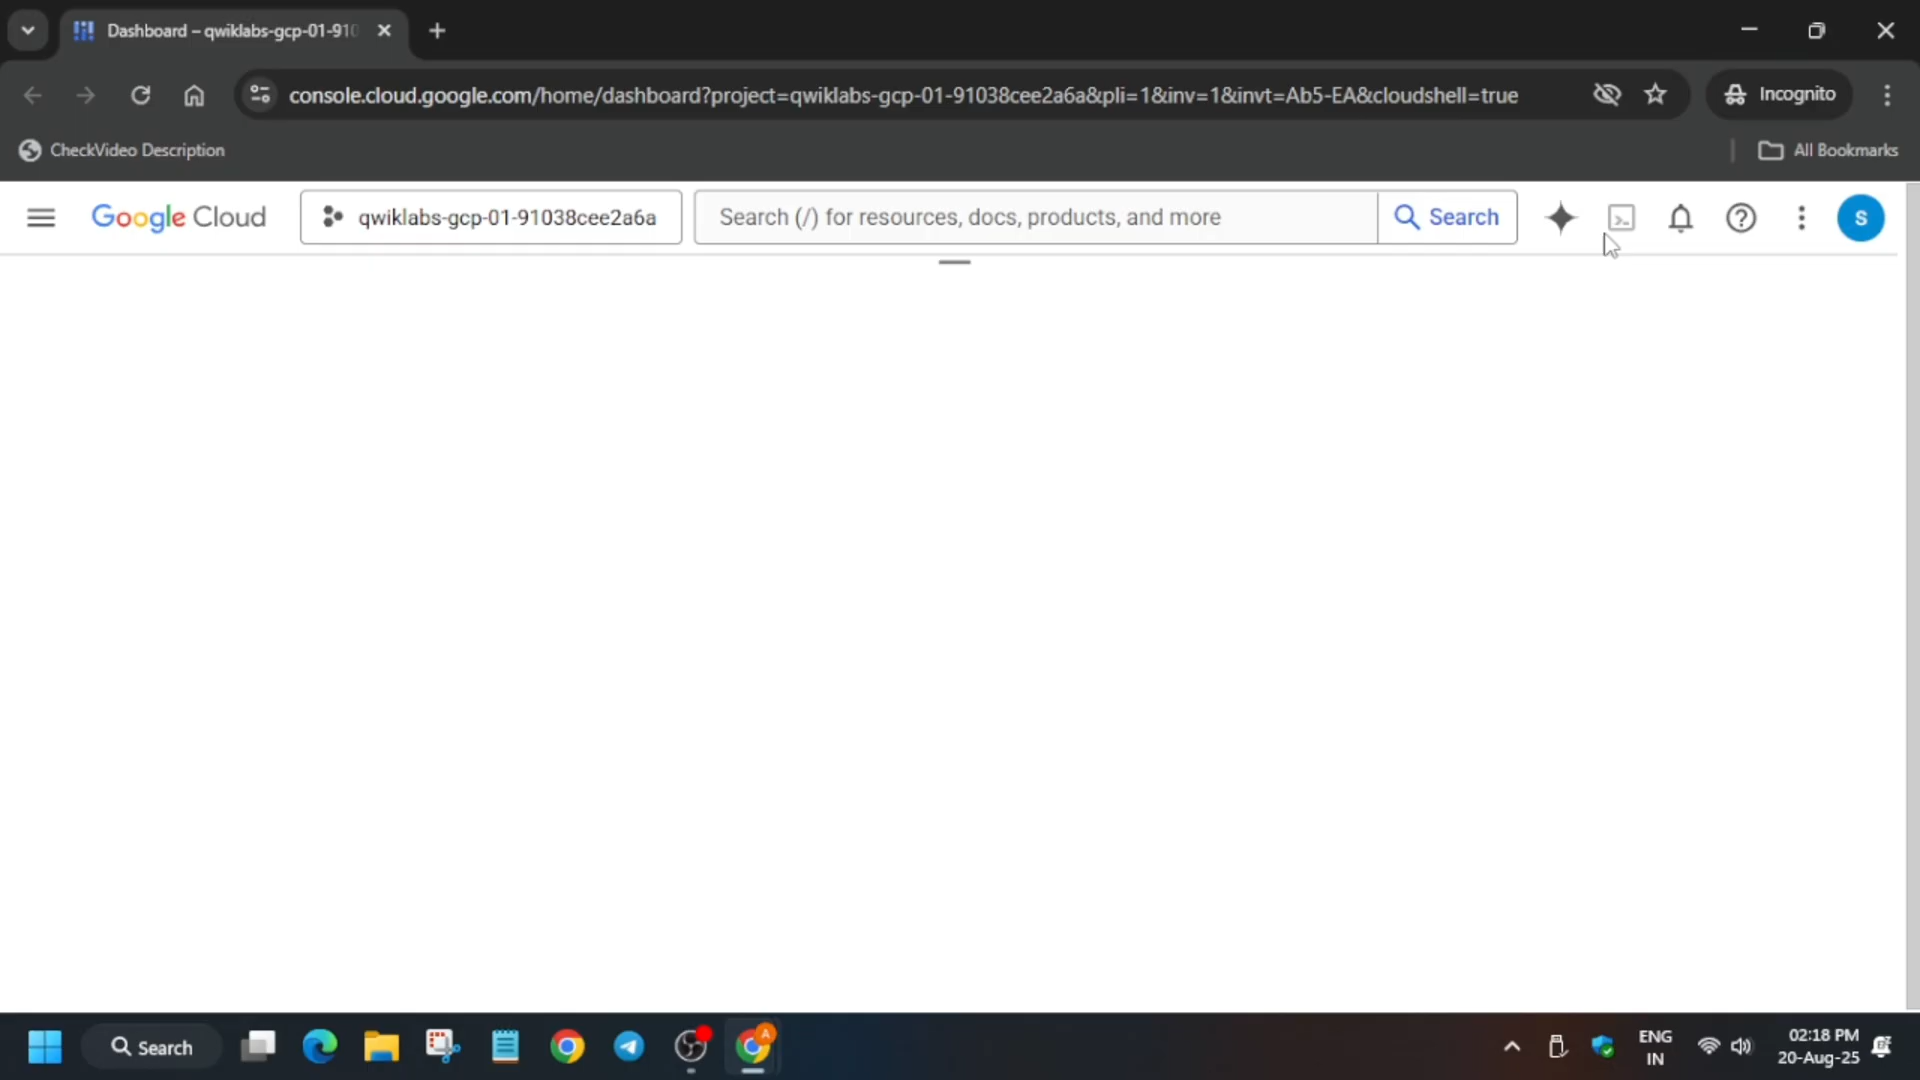 Dashboard – qwiklabs-gcp-01-910
console.cloud.google.com/home/dashboard?project=qwiklabs-gcp-01-91038cee2a6a&pli=1&inv=1&invt=Ab5-EA&cloudshell=true
Incognito
CheckVideo Description
All Bookmarks
Google Cloud
qwiklabs-gcp-01-91038cee2a6a
Search (/) for resources, docs, products, and more
Search
S
Search
A
ENG
IN
02:18 PM
20-Aug-25